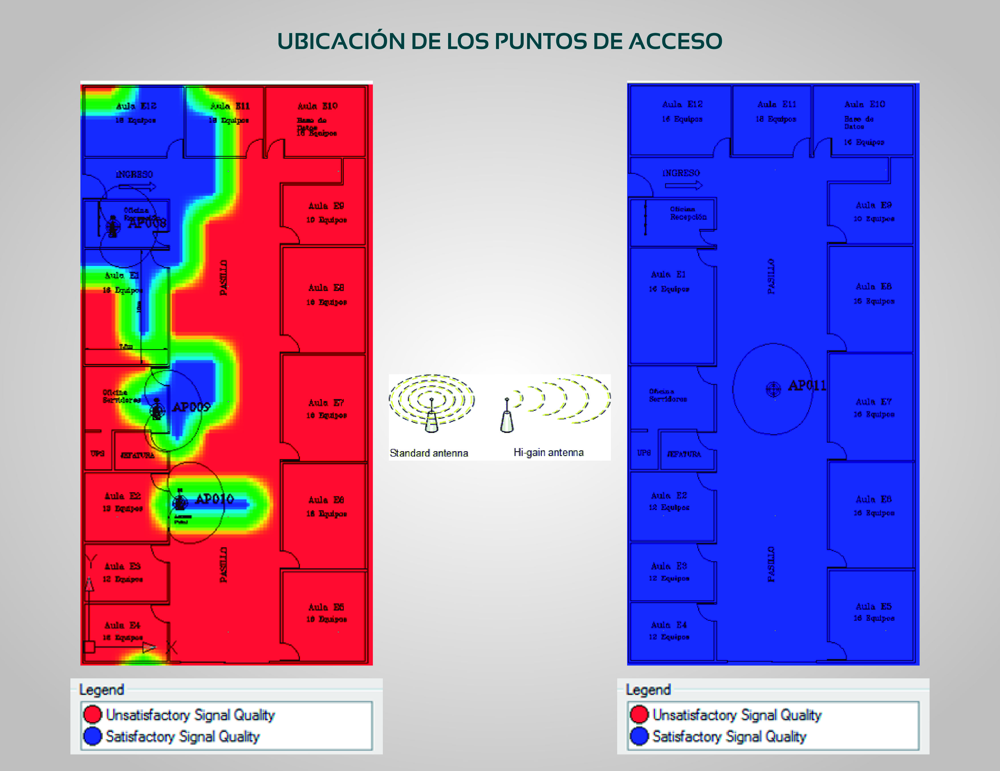 UBICACIÓN DE LOS PUNTOS DE ACCESO
Aula E12
Aula E11
18 Equipos
Aula E10
Base de
Datos
16 Equipos
INGRESO
Oficina
AP008
Aula E9
10 Equipos
Aula E1
16 Equipos
PASILLO
Aula E8
16 Equipos
Oficina
Servidores
AP009
Aula E7
16 Equipos
UPS
JEFATURA
Aula E2
Equipos
AP010
Aula E6
16 Equipos
Aula E3
12 Equipos
PASILLO
Y
Aula E4
Equipos
X
Aula E5
16 Equipos
Legend
Unsatisfactory Signal Quality
Satisfactory Signal Quality
Standard antenna
Hi-gain antenna
Aula E12
16 Equipos
Aula E11
18 Equipos
Aula E10
Base de
Datos
16 Equipos
INGRESO
Oficina
Recepción
Aula E9
10 Equipos
Aula E1
16 Equipos
PASILLO
Aula E8
16 Equipos
AP011
Oficina
Servidores
Aula E7
16 Equipos
UPS
JEFATURA
Aula E2
12 Equipos
Aula E6
16 Equipos
Aula E3
12 Equipos
PASILLO
Aula E4
12 Equipos
Aula E5
16 Equipos
Legend
Unsatisfactory Signal Quality
Satisfactory Signal Quality